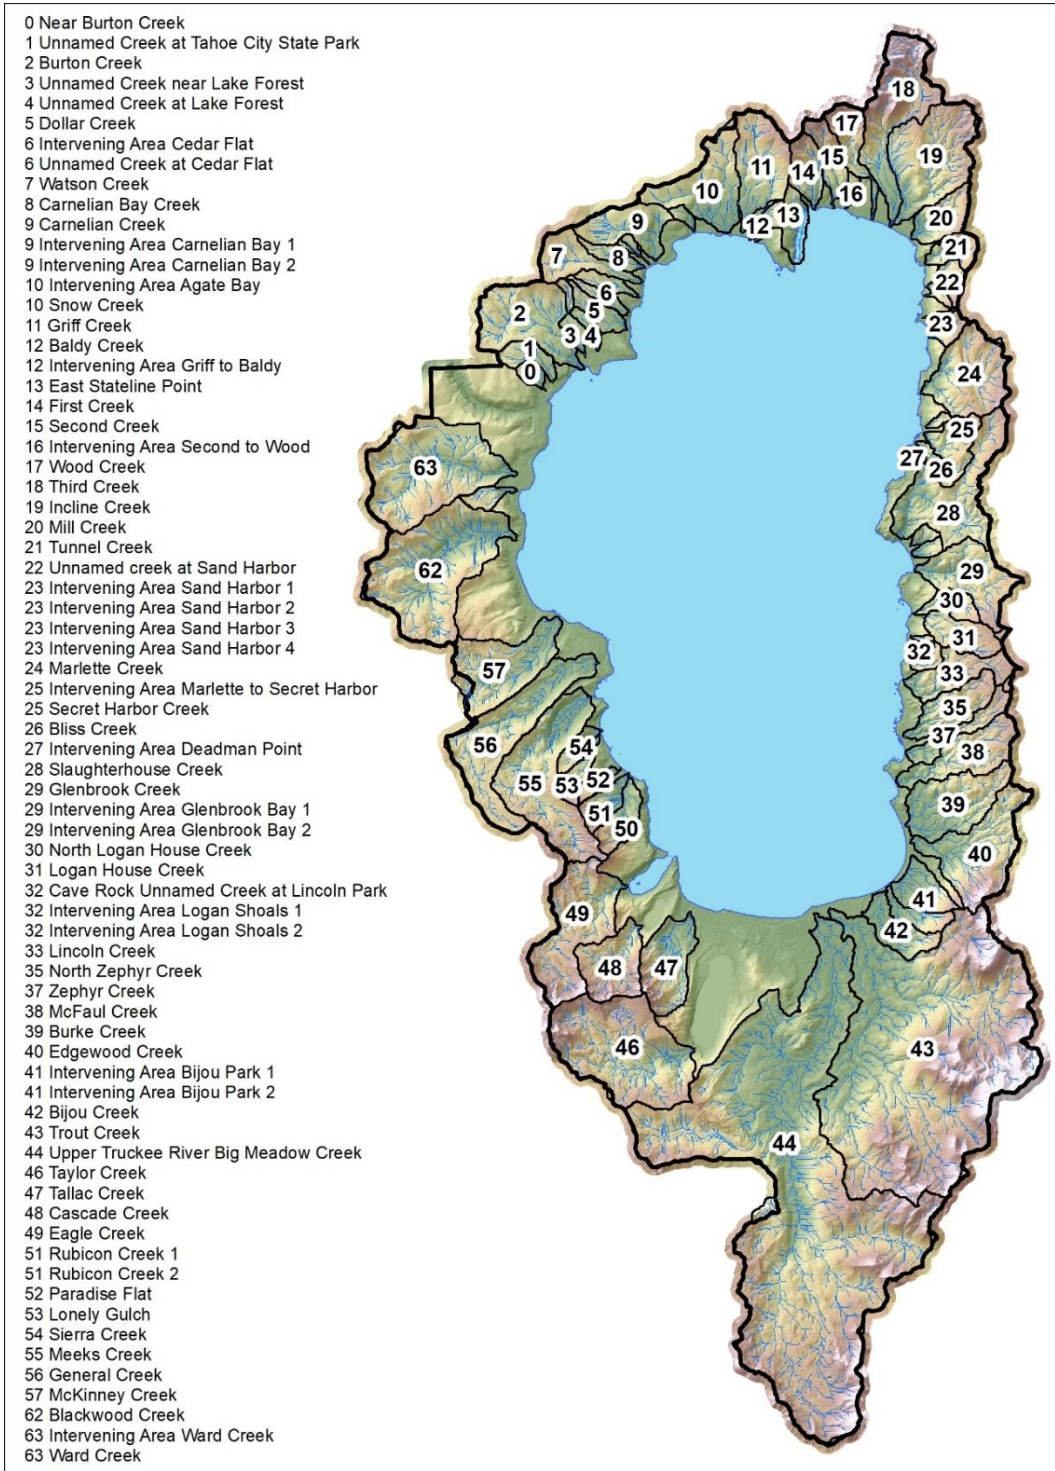 0 Near Burton Creek
1 Unnamed Creek at Tahoe City State Park
2 Burton Creek
3 Unnamed Creek near Lake Forest
4 Unnamed Creek at Lake Forest
5 Dollar Creek
6 Intervening Area Cedar Flat
6 Unnamed Creek at Cedar Flat
7 Watson Creek
8 Carnelian Bay Creek
9 Carnelian Creek
9 Intervening Area Carnelian Bay 1
9 Intervening Area Carnelian Bay 2
10 Intervening Area Agate Bay
10 Snow Creek
11 Griff Creek
12 Baldy Creek
12 Intervening Area Griff to Baldy
13 East Stateline Point
14 First Creek
15 Second Creek
16 Intervening Area Second to Wood
17 Wood Creek
18 Third Creek
19 Incline Creek
20 Mill Creek
21 Tunnel Creek
22 Unnamed creek at Sand Harbor
23 Intervening Area Sand Harbor 1
23 Intervening Area Sand Harbor 2
23 Intervening Area Sand Harbor 3
23 Intervening Area Sand Harbor 4
24 Marlette Creek
25 Intervening Area Marlette to Secret Harbor
25 Secret Harbor Creek
26 Bliss Creek
27 Intervening Area Deadman Point
28 Slaughterhouse Creek
29 Glenbrook Creek
29 Intervening Area Glenbrook Bay 1
29 Intervening Area Glenbrook Bay 2
30 North Logan House Creek
31 Logan House Creek
32 Cave Rock Unnamed Creek at Lincoln Park
32 Intervening Area Logan Shoals 1
32 Intervening Area Logan Shoals 2
33 Lincoln Creek
35 North Zephyr Creek
37 Zephyr Creek
38 McFaul Creek
39 Burke Creek
40 Edgewood Creek
41 Intervening Area Bijou Park 1
41 Intervening Area Bijou Park 2
42 Bijou Creek
43 Trout Creek
44 Upper Truckee River Big Meadow Creek
46 Taylor Creek
47 Tallac Creek
48 Cascade Creek
49 Eagle Creek
51 Rubicon Creek 1
51 Rubicon Creek 2
52 Paradise Flat
53 Lonely Gulch
54 Sierra Creek
55 Meeks Creek
56 General Creek
57 McKinney Creek
62 Blackwood Creek
63 Intervening Area Ward Creek
63 Ward Creek
18
17
19
15
11
14
10
16
13
20
9
12
21
7
8
22
6
5
2
23
3
4
1
0
24
25
27
26
63
28
62
29
30
31
32
57
33
35
37
56
54
38
52
55
53
39
51
50
40
41
49
42
48
47
46
43
44